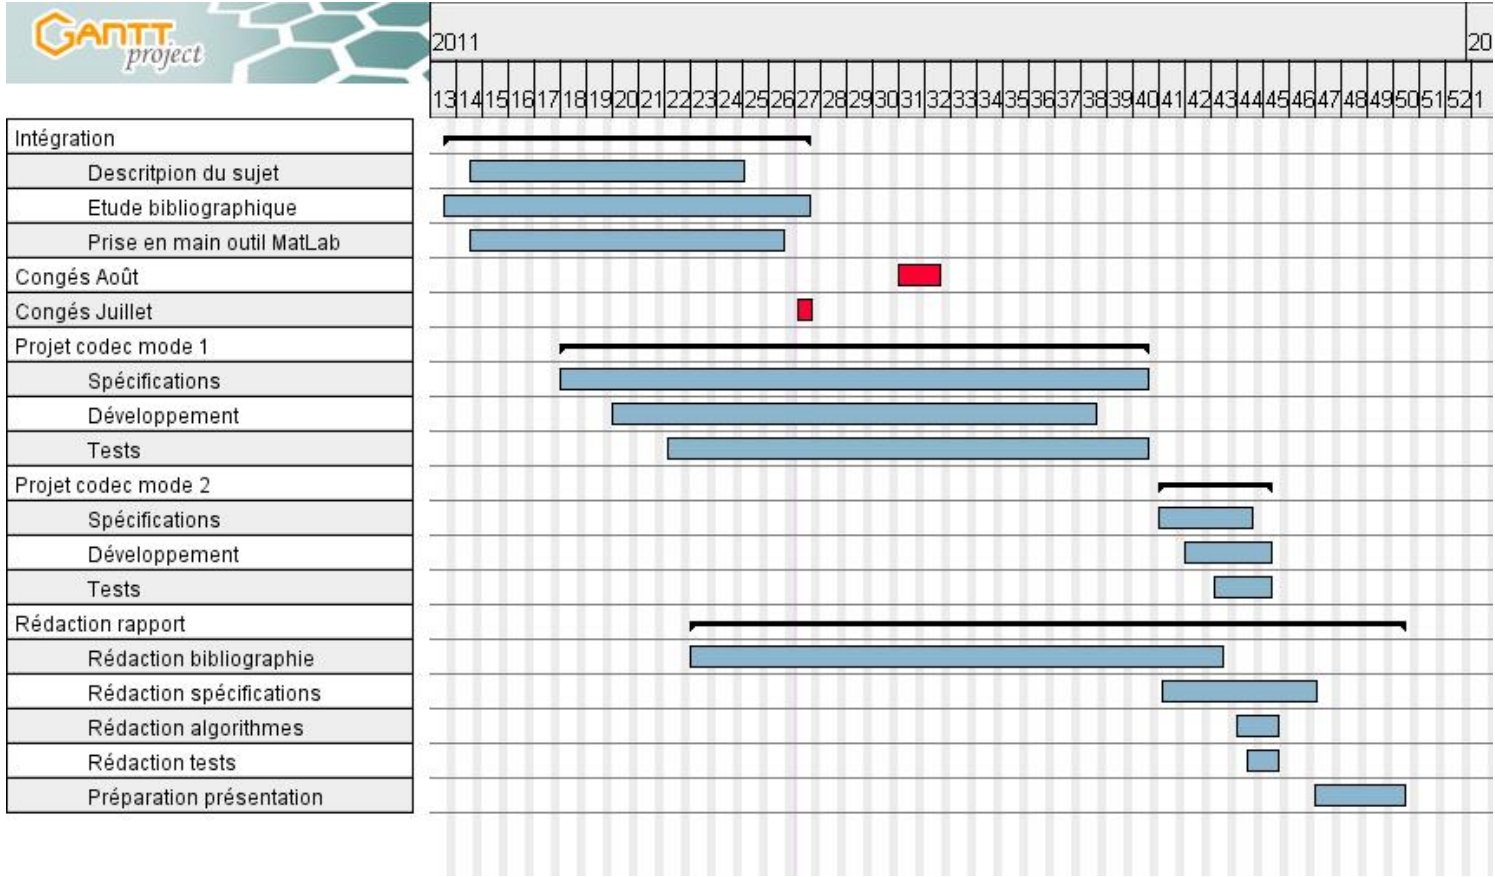 GANTT
project
2011
20
13 14 15 16 17 18 19 20 21 22 23 24 25 26 27 28 29 30 31 32 33 34 35 36 37 38 39 40 41 42 43 44 45 46 47 48 49 50 51 52 1
Intégration
Descritpion du sujet
Etude bibliographique
Prise en main outil MatLab
Congés Août
Congés Juillet
Projet codec mode 1
Spécifications
Développement
Tests
Projet codec mode 2
Spécifications
Développement
Tests
Rédaction rapport
Rédaction bibliographie
Rédaction spécifications
Rédaction algorithmes
Rédaction tests
Préparation présentation